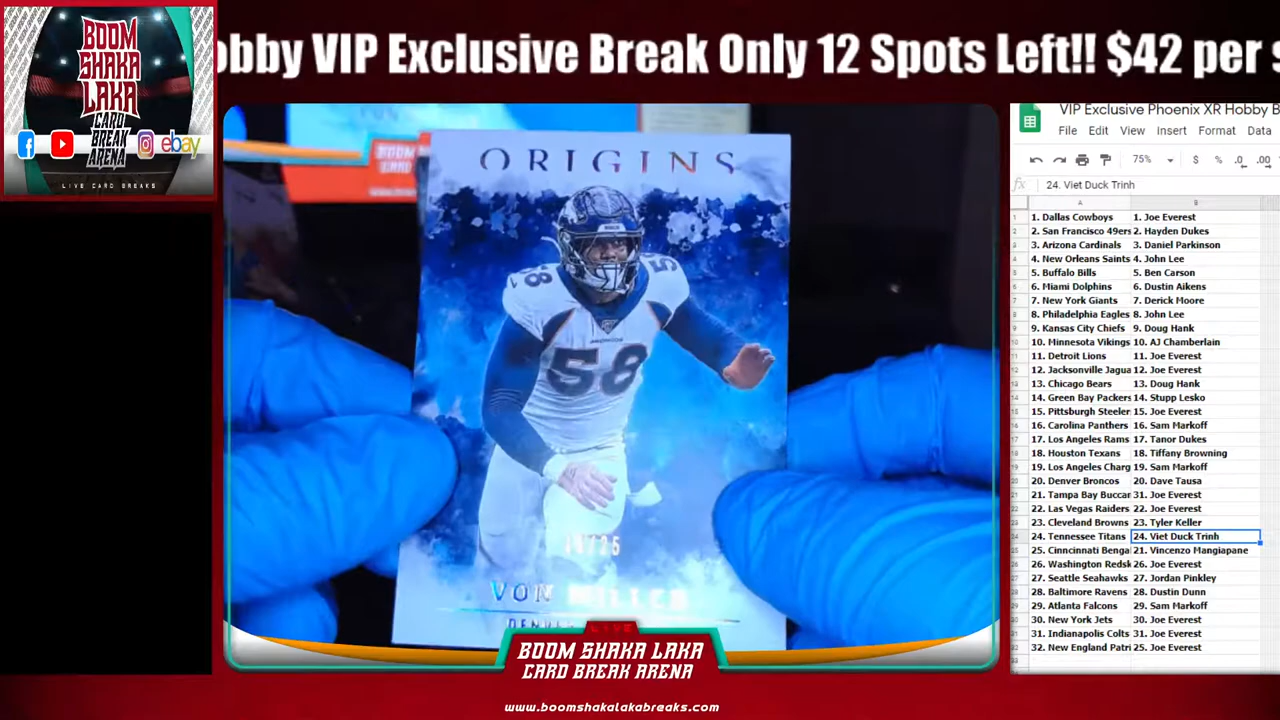 BOOM
SHAKA
LAKA
CARD
BREAK
ARENA
ebay
LIVE CARD BREAKS
obby VIP Exclusive Break Only 12 Spots Left!! $42 per s
ORIGINS
58
58
BRONCOS
/25
VON MILLER
LIVE
BOOM SHAKA LAKA
CARD BREAK ARENA
www.boomshakalakabreaks.com
VIP Exclusive Phoenix XR Hobby B
File Edit View Insert Format Data
75% $ % .0 .00
fx 24. Viet Duck Trinh
A B
1. Dallas Cowboys 1. Joe Everest
2. San Francisco 49ers 2. Hayden Dukes
3. Arizona Cardinals 3. Daniel Parkinson
4. New Orleans Saints 4. John Lee
5. Buffalo Bills 5. Ben Carson
6. Miami Dolphins 6. Dustin Aikens
7. New York Giants 7. Derick Moore
8. Philadelphia Eagles 8. John Lee
9. Kansas City Chiefs 9. Doug Hank
10. Minnesota Vikings 10. AJ Chamberlain
11. Detroit Lions 11. Joe Everest
12. Jacksonville Jagua 12. Joe Everest
13. Chicago Bears 13. Doug Hank
14. Green Bay Packers 14. Stupp Lesko
15. Pittsburgh Steeler 15. Joe Everest
16. Carolina Panthers 16. Sam Markoff
17. Los Angeles Rams 17. Tanor Dukes
18. Houston Texans 18. Tiffany Browning
19. Los Angeles Charg 19. Sam Markoff
20. Denver Broncos 20. Dave Tausa
21. Tampa Bay Buccan 31. Joe Everest
22. Las Vegas Raiders 22. Joe Everest
23. Cleveland Browns 23. Tyler Keller
24. Tennessee Titans 24. Viet Duck Trinh
25. Cinncinnati Benga 21. Vincenzo Mangiapane
26. Washington Redsk 26. Joe Everest
27. Seattle Seahawks 27. Jordan Pinkley
28. Baltimore Ravens 28. Dustin Dunn
29. Atlanta Falcons 29. Sam Markoff
30. New York Jets 30. Joe Everest
31. Indianapolis Colts 31. Joe Everest
32. New England Patri 25. Joe Everest